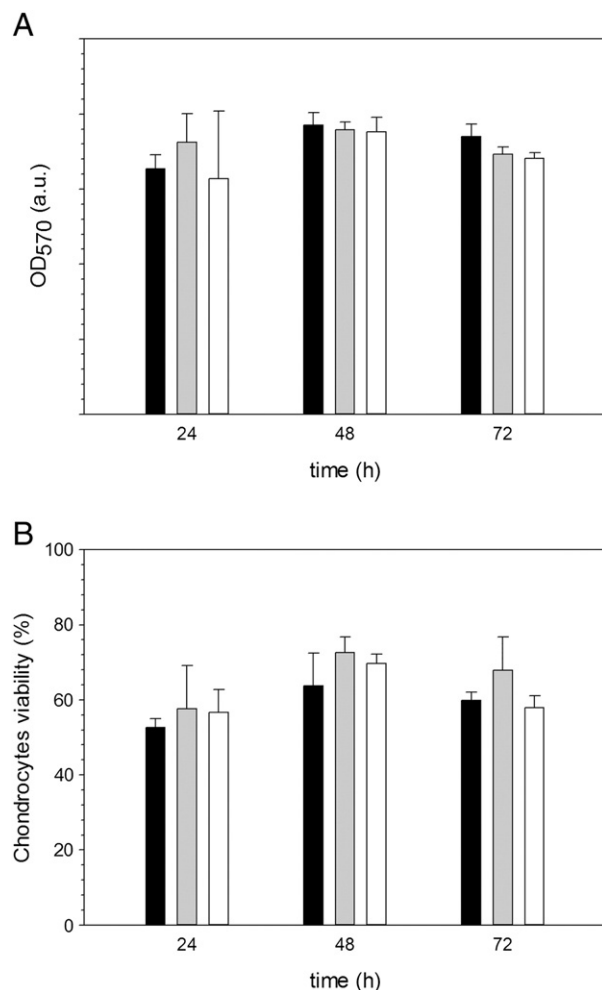 A
OD570 (a.u.)
24 48 72
time (h)
B
Chondrocytes viability (%)
100
80
60
40
20
0
24 48 72
time (h)